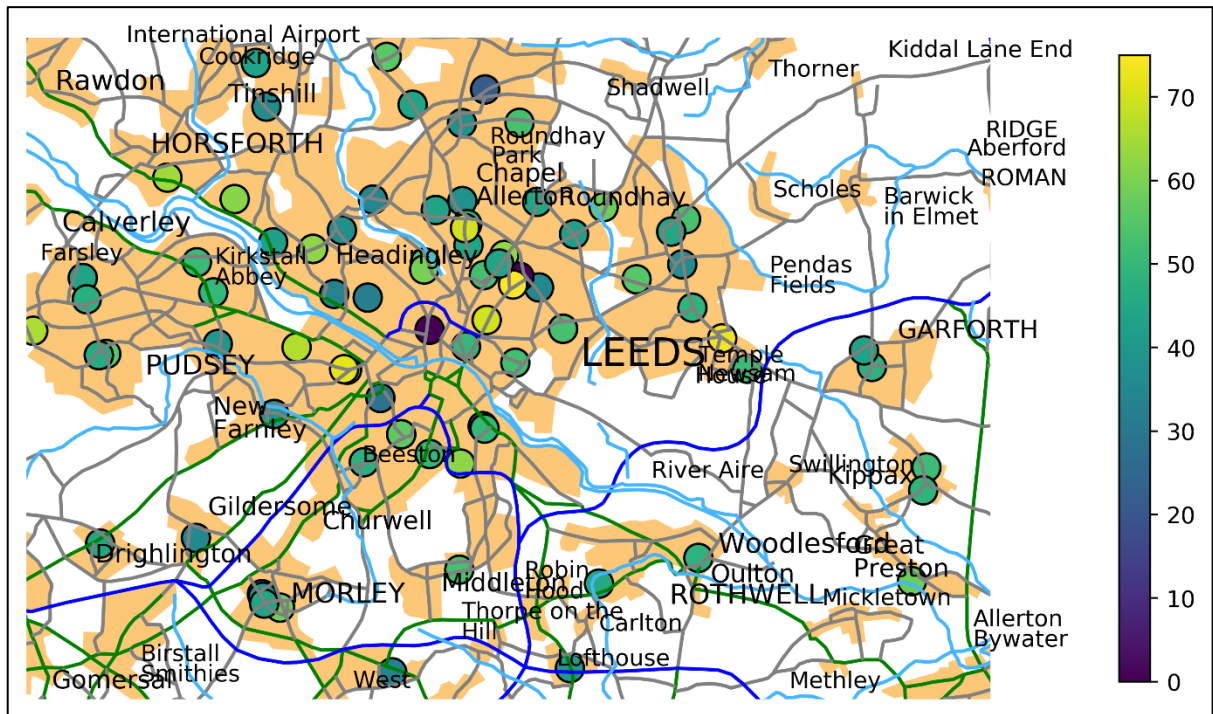 International Airport
Cookridge
Kiddal Lane End
Rawdon
Tinshill
Shadwell
Thorner
HORSFORTH
Roundhay
Park
RIDGE
Aberford
Chapel
Allerton
Roundhay
Scholes
ROMAN
Barwick
in Elmet
Calverley
Farsley
Kirkstall
Abbey
Headingley
Pendas
Fields
GARFORTH
PUDSEY
LEEDS
Temple
Newsam
House
New
Farnley
Beeston
River Aire
Swillington
Kippax
Gildersome
Churwell
Drighlington
Woodlesford
Great
Preston
MORLEY
Middleton
Robin
Hood
Oulton
ROTHWELL
Mickletown
Thorpe on the
Hill
Carlton
Allerton
Bywater
Birstall
Smithies
Gomersal
West
Lofthouse
Methley
70
60
50
40
30
20
10
0